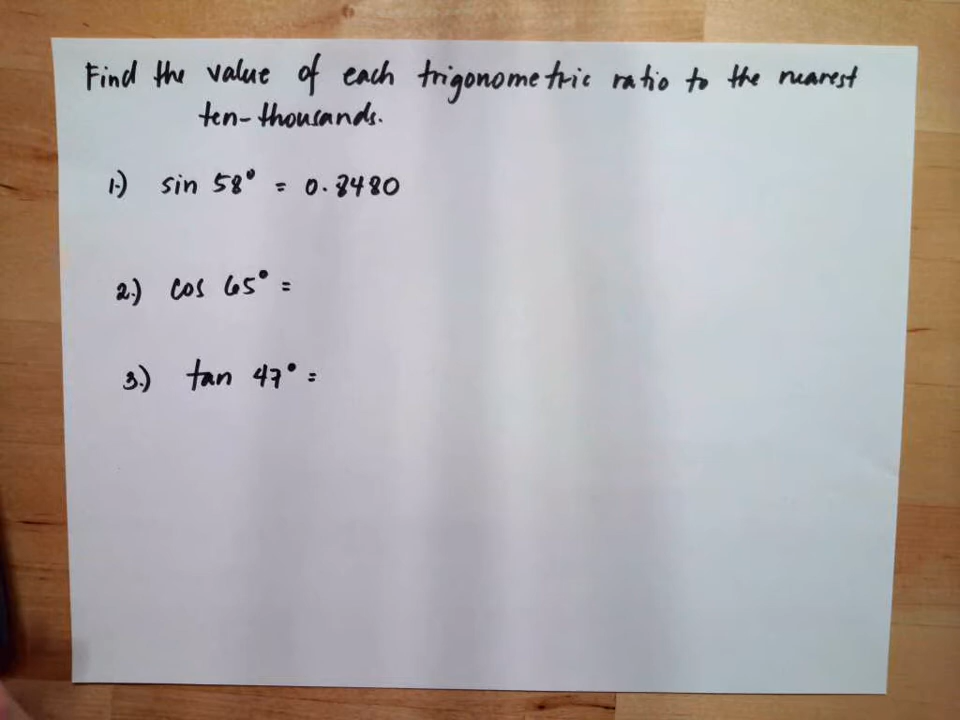 Find the value of each trigonometric ratio to the nearest
ten-thousands.
1.) sin 58° = 0.8480
2.) cos 65° =
3.) tan 47° =